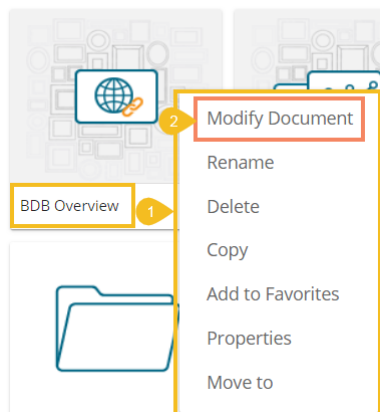 2
Modify Document
Rename
BDB Overview
1
Delete
Copy
Add to Favorites
Properties
Move to